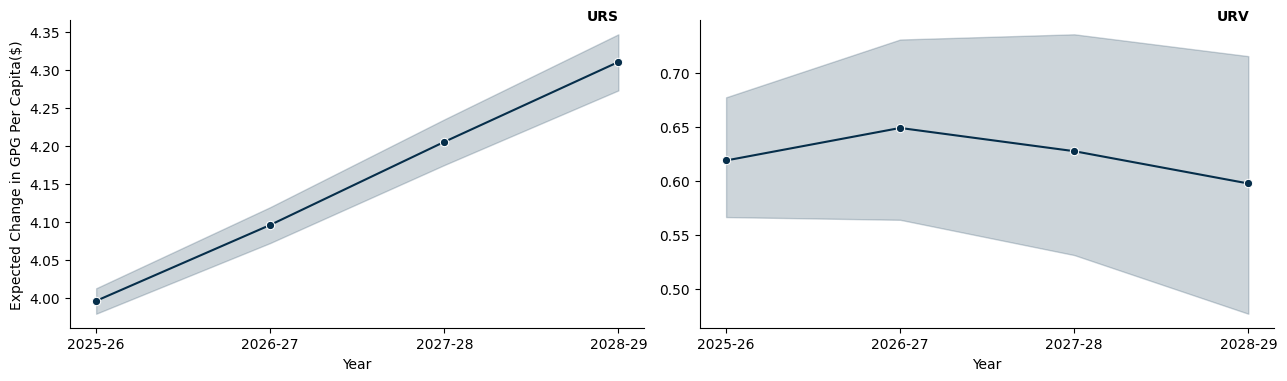 URS
Expected Change in GPG Per Capita($)
4.35
4.30
4.25
4.20
4.15
4.10
4.05
4.00
2025-26 2026-27 2027-28 2028-29
Year
URV
0.70
0.65
0.60
0.55
0.50
2025-26 2026-27 2027-28 2028-29
Year